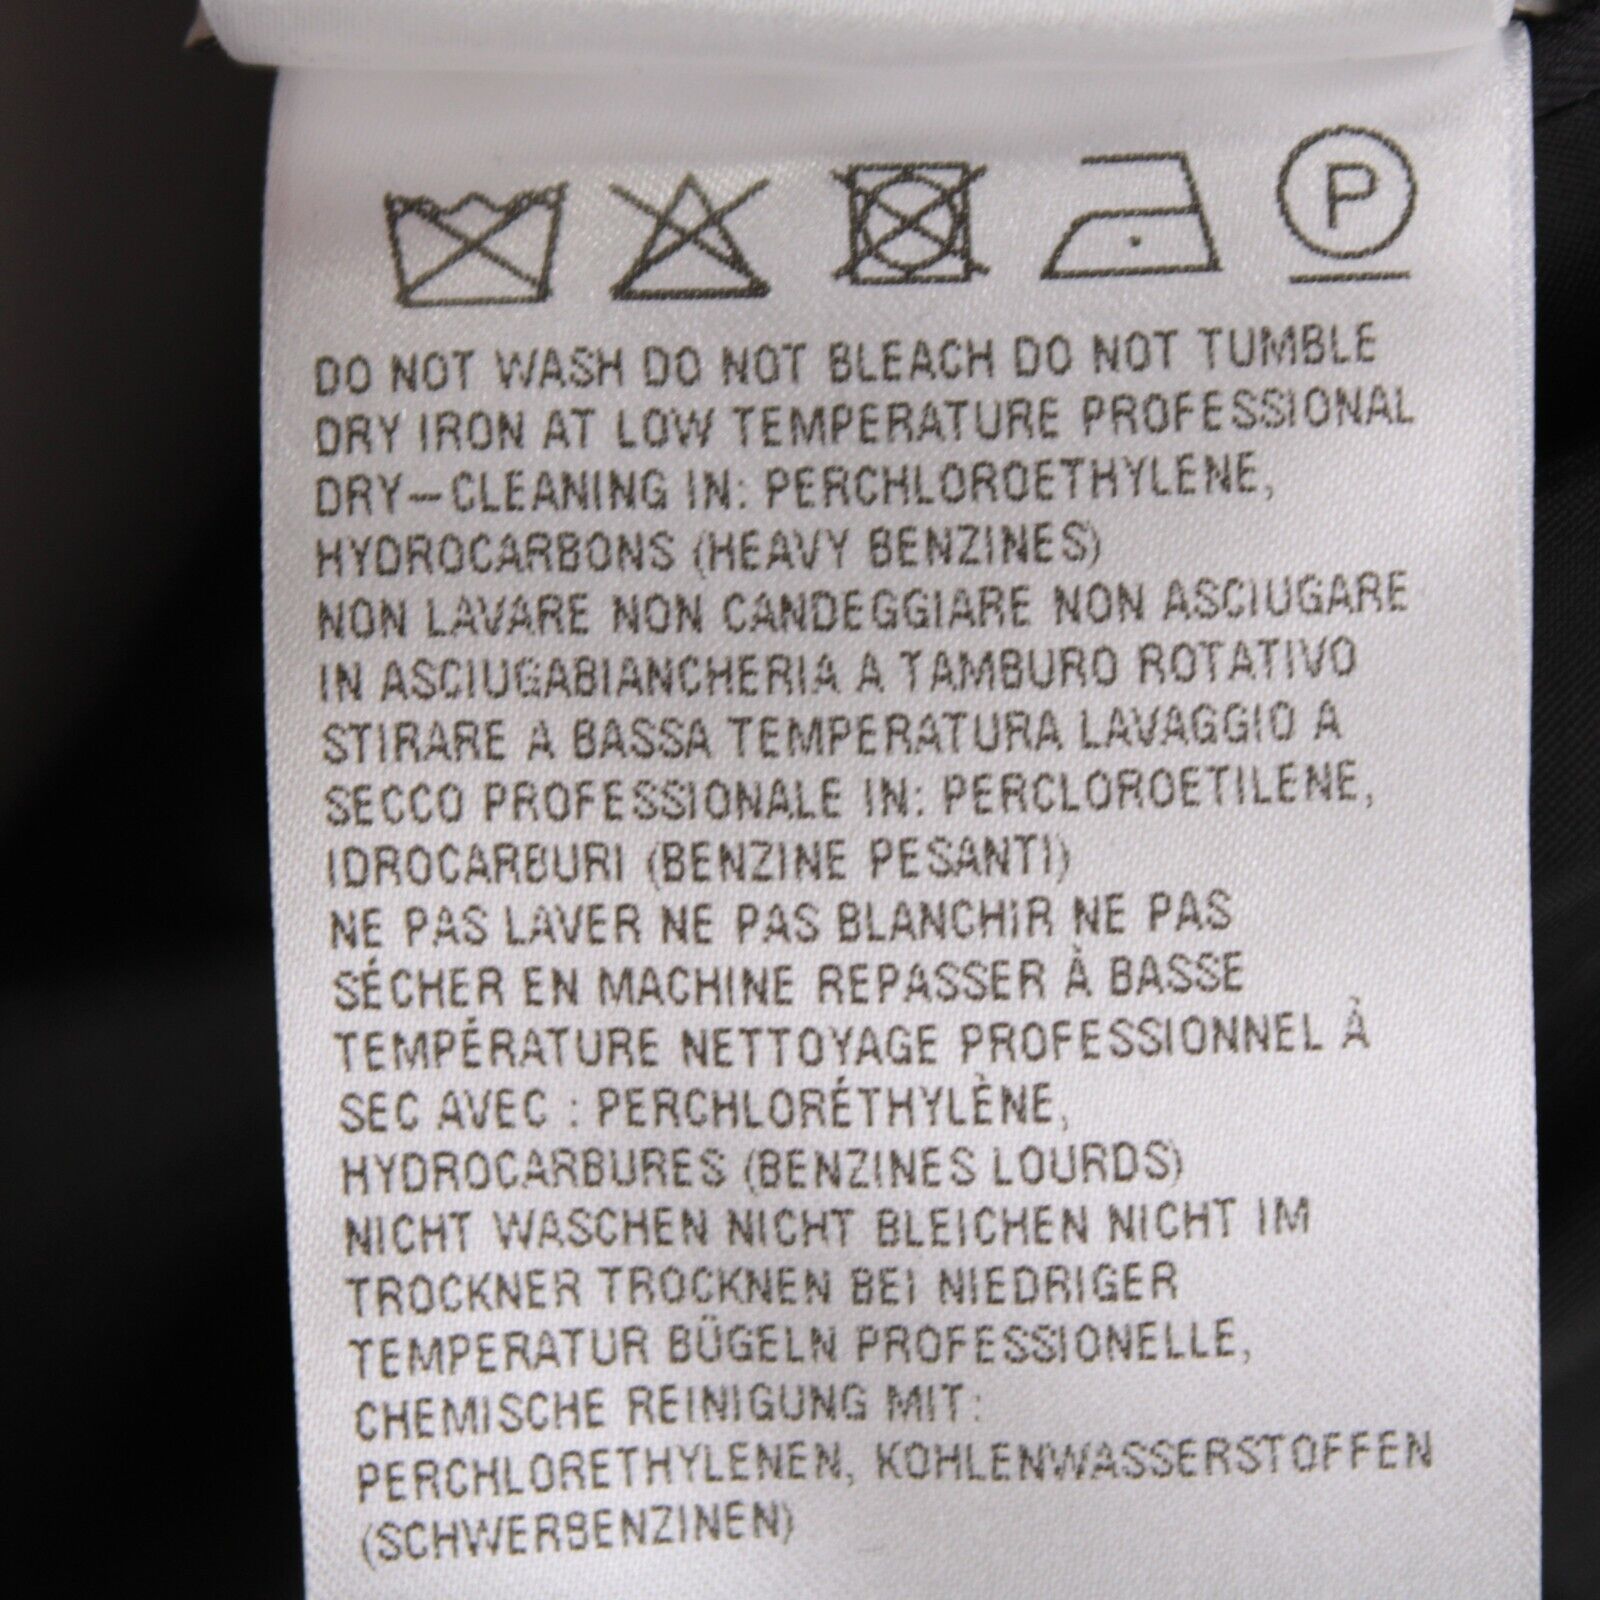 P
DO NOT WASH DO NOT BLEACH DO NOT TUMBLE
DRY IRON AT LOW TEMPERATURE PROFESSIONAL
DRY-CLEANING IN: PERCHLOROETHYLENE,
HYDROCARBONS (HEAVY BENZINES)
NON LAVARE NON CANDEGGIARE NON ASCIUGARE
IN ASCIUGABIANCHERIA A TAMBURO ROTATIVO
STIRARE A BASSA TEMPERATURA LAVAGGIO A
SECCO PROFESSIONALE IN: PERCLOROETILENE,
IDROCARBURI (BENZINE PESANTI)
NE PAS LAVER NE PAS BLANCHIR NE PAS
SÉCHER EN MACHINE REPASSER À BASSE
TEMPÉRATURE NETTOYAGE PROFESSIONNEL À
SEC AVEC : PERCHLORÉTHYLÈNE,
HYDROCARBURES (BENZINES LOURDS)
NICHT WASCHEN NICHT BLEICHEN NICHT IM
TROCKNER TROCKNEN BEI NIEDRIGER
TEMPERATUR BÜGELN PROFESSIONELLE,
CHEMISCHE REINIGUNG MIT:
PERCHLORETHYLENEN, KOHLENWASSERSTOFFEN
(SCHWERBENZINEN)